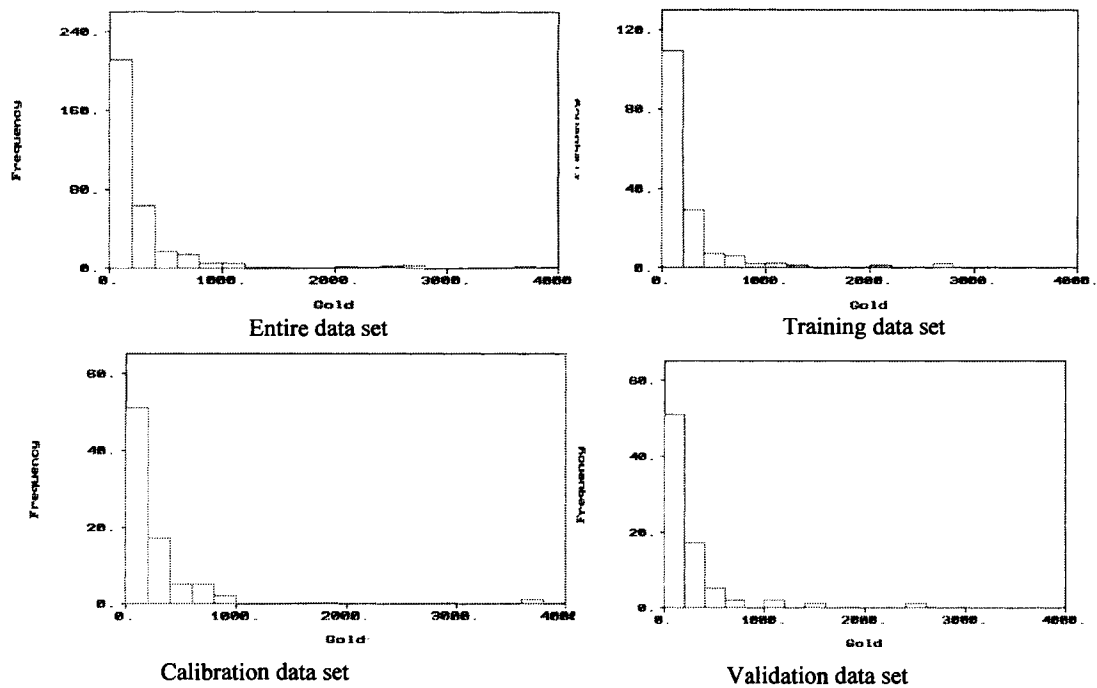 240.
160.
80.
0.
Frequency
0. 1000. 2000. 3000. 4000
Gold
Entire data set
120.
80.
40.
0.
0. 1000. 2000. 3000. 4000.
Gold
Training data set
60.
40.
20.
0.
Frequency
0. 1000. 2000. 3000. 4000
Gold
Calibration data set
60.
40.
20.
0.
Frequency
0. 1000. 2000. 3000. 4000.
Gold
Validation data set